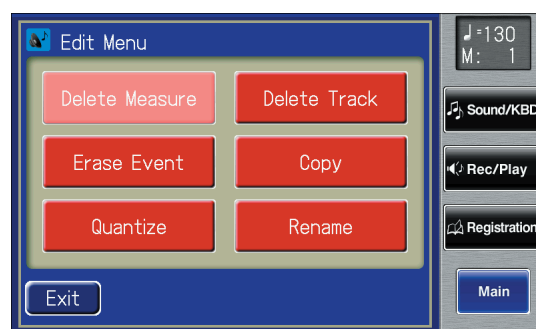 Edit Menu
Delete Measure
Delete Track
Erase Event
Copy
Quantize
Rename
Exit
♩=130
M: 1
Sound/KBD
Rec/Play
Registration
Main